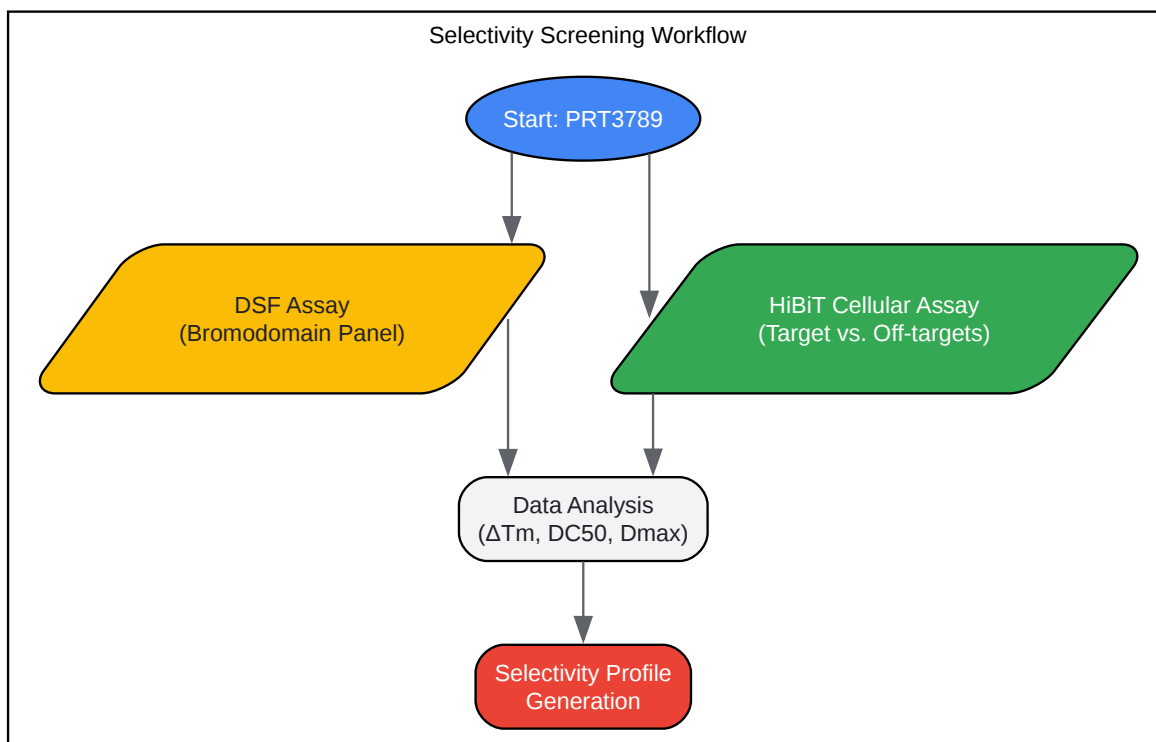 Selectivity Screening Workflow
Start: PRT3789
DSF Assay
(Bromodomain Panel)
HiBiT Cellular Assay
(Target vs. Off-targets)
Data Analysis
(ΔTm, DC50, Dmax)
Selectivity Profile
Generation